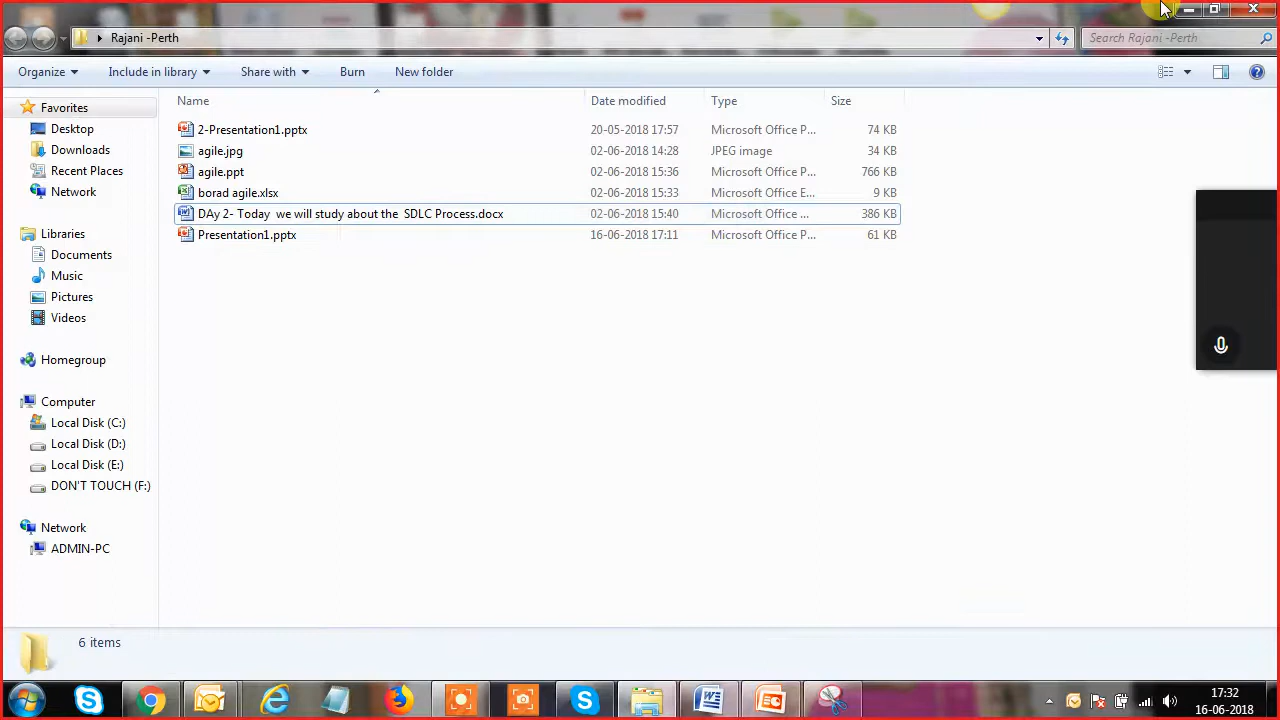 Rajani -Perth
Search Rajani -Perth
Organize Include in library Share with Burn New folder
Favorites
Desktop
Downloads
Recent Places
Network
Libraries
Documents
Music
Pictures
Videos
Homegroup
Computer
Local Disk (C:)
Local Disk (D:)
Local Disk (E:)
DON'T TOUCH (F:)
Network
ADMIN-PC
Name Date modified Type Size
2-Presentation1.pptx 20-05-2018 17:57 Microsoft Office P... 74 KB
agile.jpg 02-06-2018 14:28 JPEG image 34 KB
agile.ppt 02-06-2018 15:36 Microsoft Office P... 766 KB
borad agile.xlsx 02-06-2018 15:33 Microsoft Office E... 9 KB
DAy 2- Today we will study about the SDLC Process.docx 02-06-2018 15:40 Microsoft Office ... 386 KB
Presentation1.pptx 16-06-2018 17:11 Microsoft Office P... 61 KB
6 items
17:32
16-06-2018